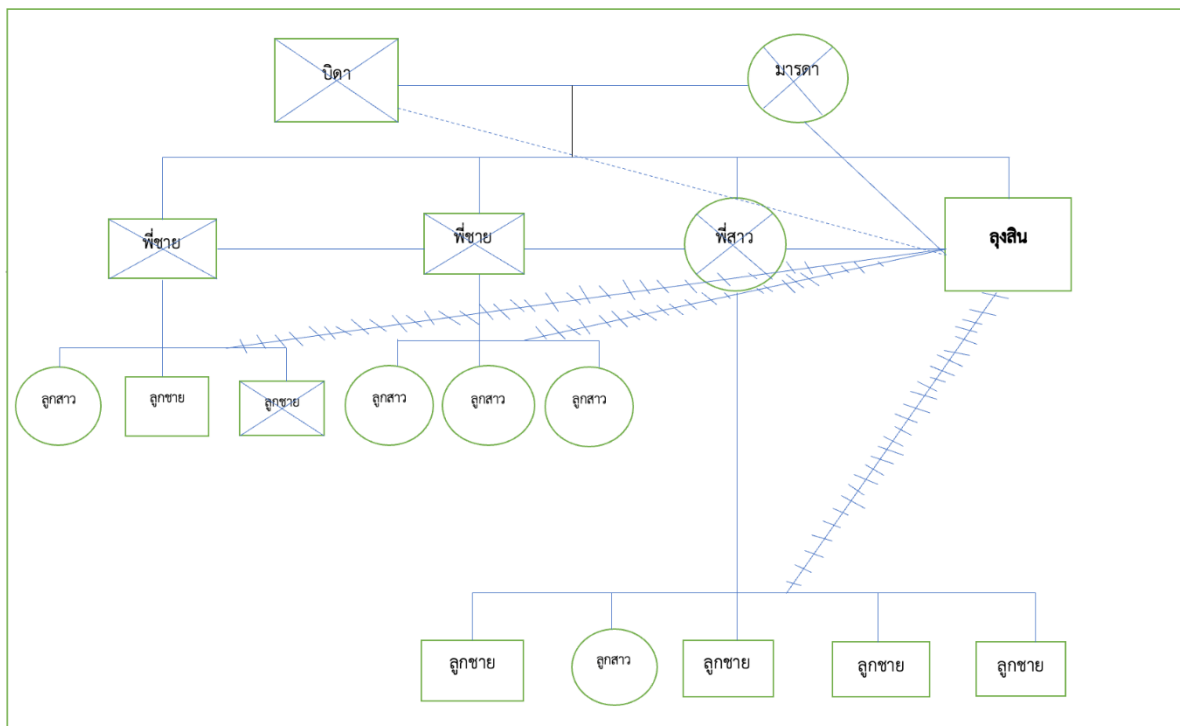 บิดา
มารดา
พี่ชาย
พี่ชาย
พี่สาว
ลุงสิน
ลูกสาว
ลูกชาย
ลูกชาย
ลูกสาว
ลูกสาว
ลูกสาว
ลูกชาย
ลูกสาว
ลูกชาย
ลูกชาย
ลูกชาย